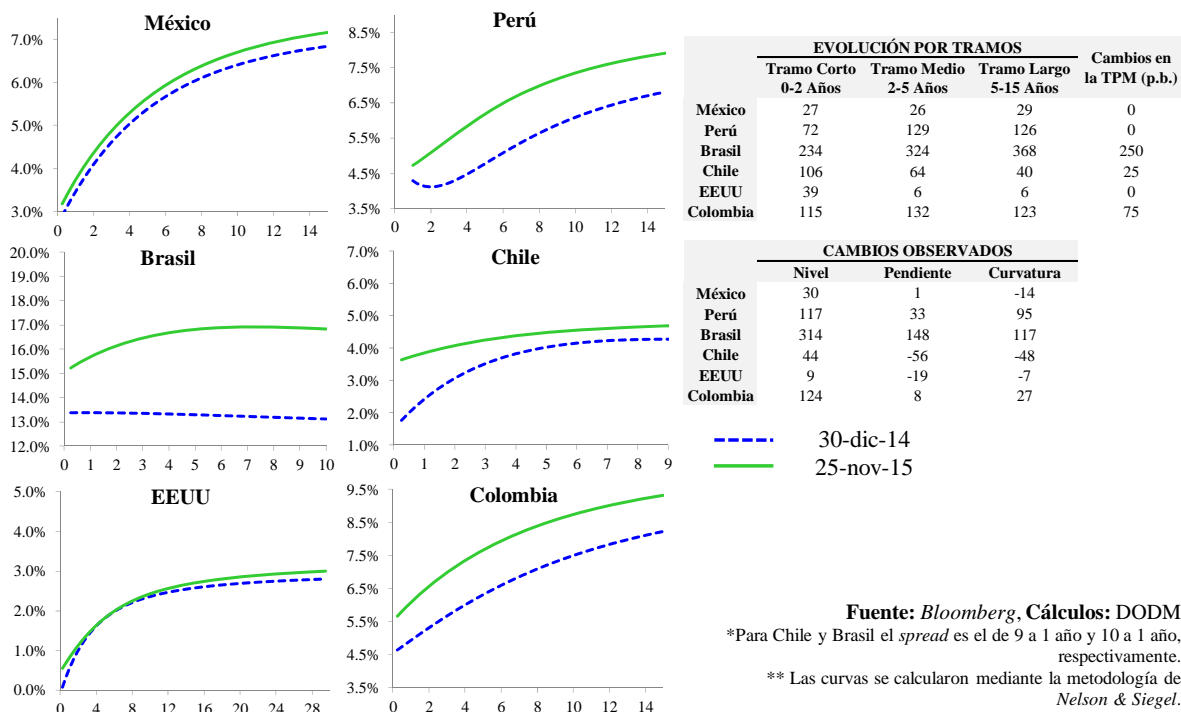 México
7.0%
6.0%
5.0%
4.0%
3.0%
0 2 4 6 8 10 12 14
Perú
8.5%
7.5%
6.5%
5.5%
4.5%
3.5%
0 2 4 6 8 10 12 14
Brasil
20.0%
19.0%
18.0%
17.0%
16.0%
15.0%
14.0%
13.0%
12.0%
0 1 2 3 4 5 6 7 8 9 10
Chile
7.0%
6.0%
5.0%
4.0%
3.0%
2.0%
1.0%
0 1 2 3 4 5 6 7 8 9
EEUU
5.0%
4.0%
3.0%
2.0%
1.0%
0.0%
0 4 8 12 16 20 24 28
Colombia
9.5%
8.5%
7.5%
6.5%
5.5%
4.5%
3.5%
0 2 4 6 8 10 12 14
EVOLUCIÓN POR TRAMOS
Cambios en
la TPM (p.b.)
Tramo Corto Tramo Medio Tramo Largo
0-2 Años 2-5 Años 5-15 Años
México 27 26 29 0
Perú 72 129 126 0
Brasil 234 324 368 250
Chile 106 64 40 25
EEUU 39 6 6 0
Colombia 115 132 123 75
CAMBIOS OBSERVADOS
Nivel Pendiente Curvatura
México 30 1 -14
Perú 117 33 95
Brasil 314 148 117
Chile 44 -56 -48
EEUU 9 -19 -7
Colombia 124 8 27
30-dic-14
25-nov-15
Fuente: Bloomberg, Cálculos: DODM
*Para Chile y Brasil el spread es el de 9 a 1 año y 10 a 1 año,
respectivamente.
** Las curvas se calcularon mediante la metodología de
Nelson & Siegel.